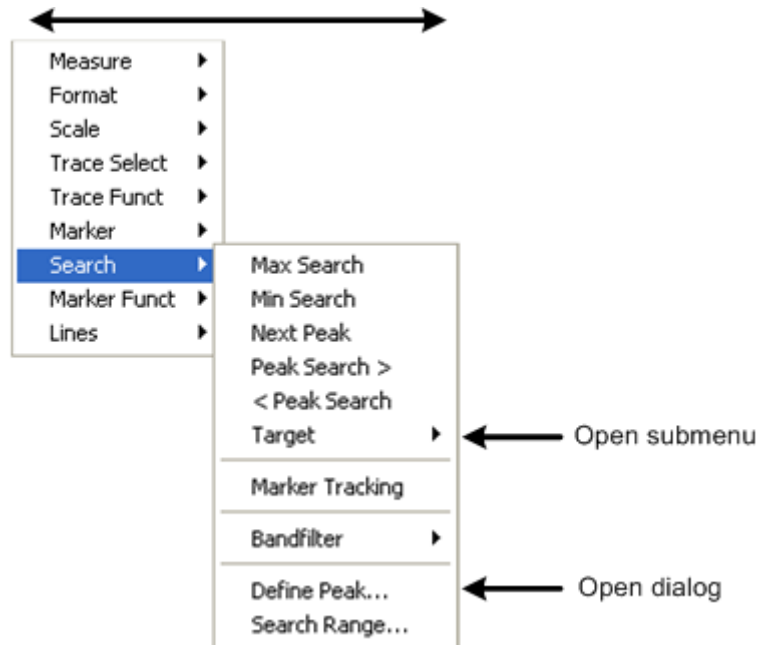 Measure
Format
Scale
Trace Select
Trace Funct
Marker
Search
Marker Funct
Lines
Max Search
Min Search
Next Peak
Peak Search >
< Peak Search
Target
Open submenu
Marker Tracking
Bandfilter
Define Peak...
Open dialog
Search Range...